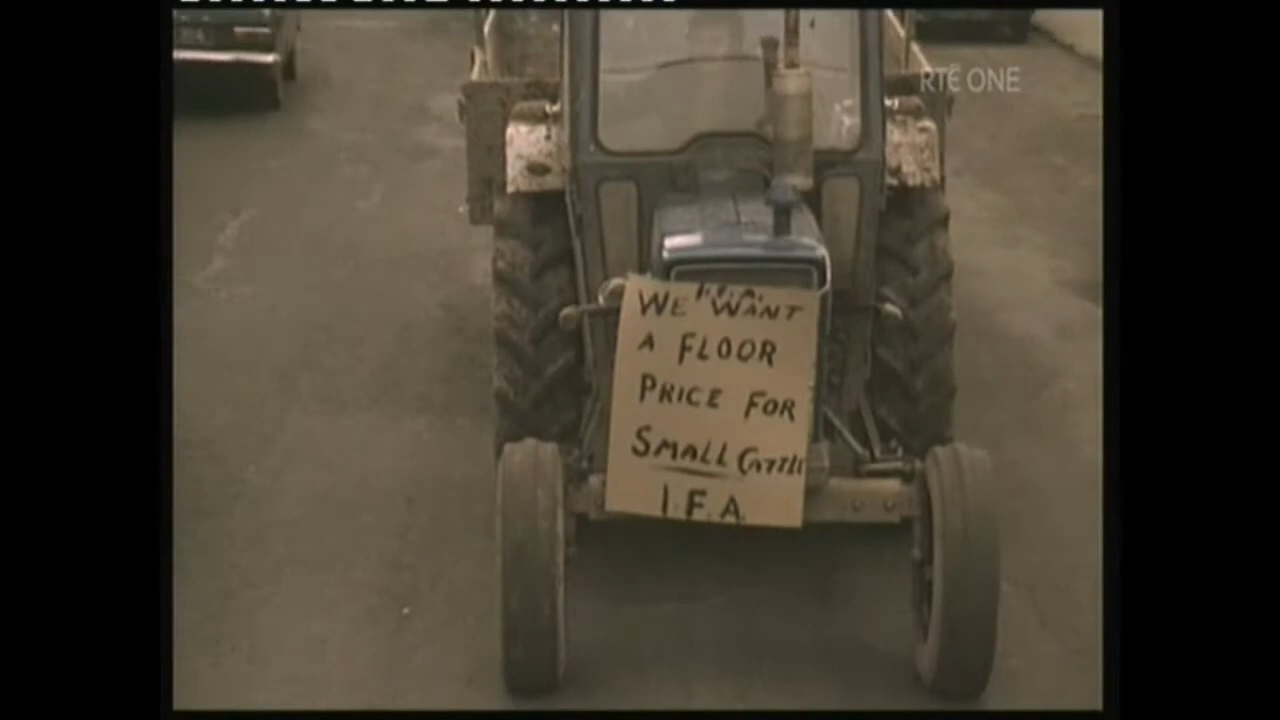 RTÉ ONE
I.F.A.
WE WANT
A FLOOR
PRICE FOR
SMALL CATTLE
I.F.A.